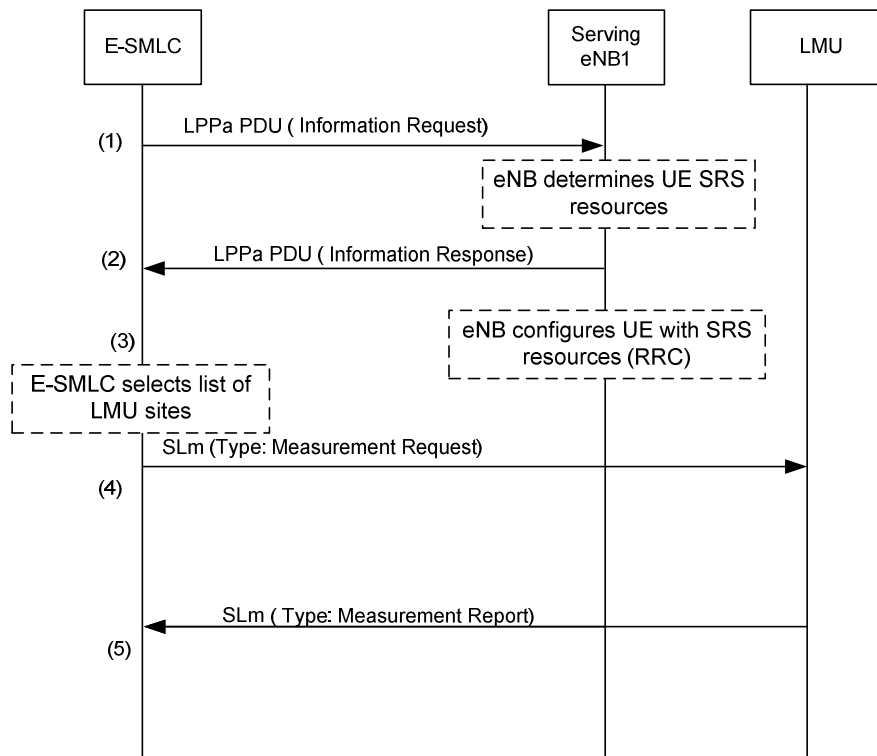 E-SMLC
Serving
eNB1
LMU
(1)
LPPa PDU ( Information Request)
eNB determines UE SRS
resources
(2)
LPPa PDU ( Information Response)
eNB configures UE with SRS
resources (RRC)
(3)
E-SMLC selects list of
LMU sites
SLm (Type: Measurement Request)
(4)
SLm ( Type: Measurement Report)
(5)